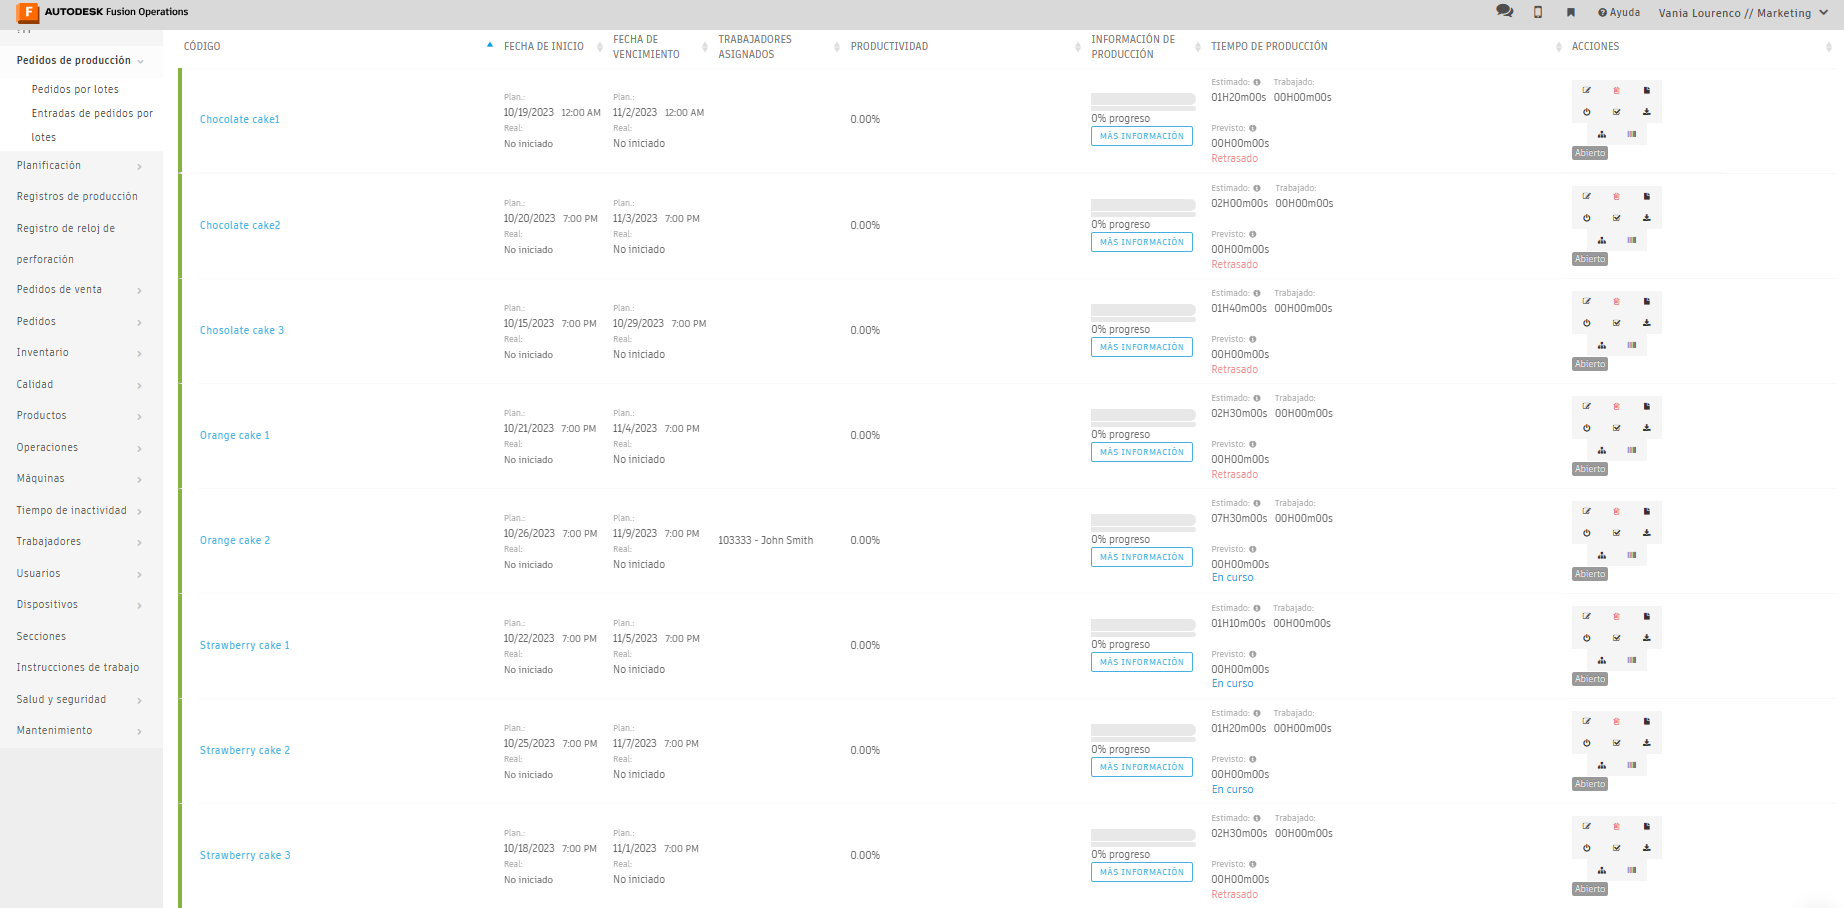 F AUTODESK Fusion Operations
Ayuda
Vania Lourenco // Marketing
Pedidos de producción
Pedidos por lotes
Entradas de pedidos por
lotes
Planificación
Registros de producción
Registro de reloj de
perforación
Pedidos de venta
Pedidos
Inventario
Calidad
Productos
Operaciones
Máquinas
Tiempo de inactividad
Trabajadores
Usuarios
Dispositivos
Secciones
Instrucciones de trabajo
Salud y seguridad
Mantenimiento
CÓDIGO
FECHA DE INICIO
FECHA DE
VENCIMIENTO
TRABAJADORES
ASIGNADOS
PRODUCTIVIDAD
INFORMACIÓN DE
PRODUCCIÓN
TIEMPO DE PRODUCCIÓN
ACCIONES
Chocolate cake1
Plan.:
10/19/2023 12:00 AM
Real:
No iniciado
Plan.:
11/2/2023 12:00 AM
Real:
No iniciado
0.00%
0% progreso
MÁS INFORMACIÓN
Estimado: Trabajado:
01H20m00s 00H00m00s
Previsto:
00H00m00s
Retrasado
Abierto
Chocolate cake2
Plan.:
10/20/2023 7:00 PM
Real:
No iniciado
Plan.:
11/3/2023 7:00 PM
Real:
No iniciado
0.00%
0% progreso
MÁS INFORMACIÓN
Estimado: Trabajado:
02H00m00s 00H00m00s
Previsto:
00H00m00s
Retrasado
Abierto
Chosolate cake 3
Plan.:
10/15/2023 7:00 PM
Real:
No iniciado
Plan.:
10/29/2023 7:00 PM
Real:
No iniciado
0.00%
0% progreso
MÁS INFORMACIÓN
Estimado: Trabajado:
01H40m00s 00H00m00s
Previsto:
00H00m00s
Retrasado
Abierto
Orange cake 1
Plan.:
10/21/2023 7:00 PM
Real:
No iniciado
Plan.:
11/4/2023 7:00 PM
Real:
No iniciado
0.00%
0% progreso
MÁS INFORMACIÓN
Estimado: Trabajado:
02H30m00s 00H00m00s
Previsto:
00H00m00s
Retrasado
Abierto
Orange cake 2
Plan.:
10/26/2023 7:00 PM
Real:
No iniciado
Plan.:
11/9/2023 7:00 PM
Real:
No iniciado
103333 - John Smith
0.00%
0% progreso
MÁS INFORMACIÓN
Estimado: Trabajado:
07H30m00s 00H00m00s
Previsto:
00H00m00s
En curso
Abierto
Strawberry cake 1
Plan.:
10/22/2023 7:00 PM
Real:
No iniciado
Plan.:
11/5/2023 7:00 PM
Real:
No iniciado
0.00%
0% progreso
MÁS INFORMACIÓN
Estimado: Trabajado:
01H10m00s 00H00m00s
Previsto:
00H00m00s
En curso
Abierto
Strawberry cake 2
Plan.:
10/25/2023 7:00 PM
Real:
No iniciado
Plan.:
11/7/2023 7:00 PM
Real:
No iniciado
0.00%
0% progreso
MÁS INFORMACIÓN
Estimado: Trabajado:
01H20m00s 00H00m00s
Previsto:
00H00m00s
En curso
Abierto
Strawberry cake 3
Plan.:
10/18/2023 7:00 PM
Real:
No iniciado
Plan.:
11/1/2023 7:00 PM
Real:
No iniciado
0.00%
0% progreso
MÁS INFORMACIÓN
Estimado: Trabajado:
02H30m00s 00H00m00s
Previsto:
00H00m00s
Retrasado
Abierto